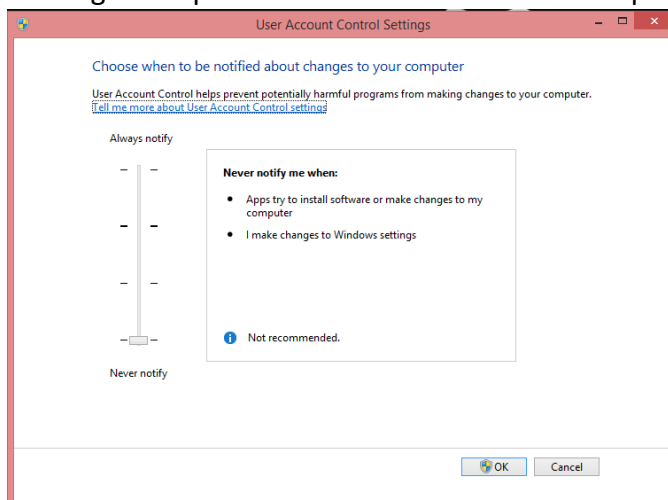 User Account Control Settings
Choose when to be notified about changes to your computer
User Account Control helps prevent potentially harmful programs from making changes to your computer.
Tell me more about User Account Control settings
Always notify
Never notify me when:
Apps try to install software or make changes to my
computer
I make changes to Windows settings
Not recommended.
Never notify
OK
Cancel